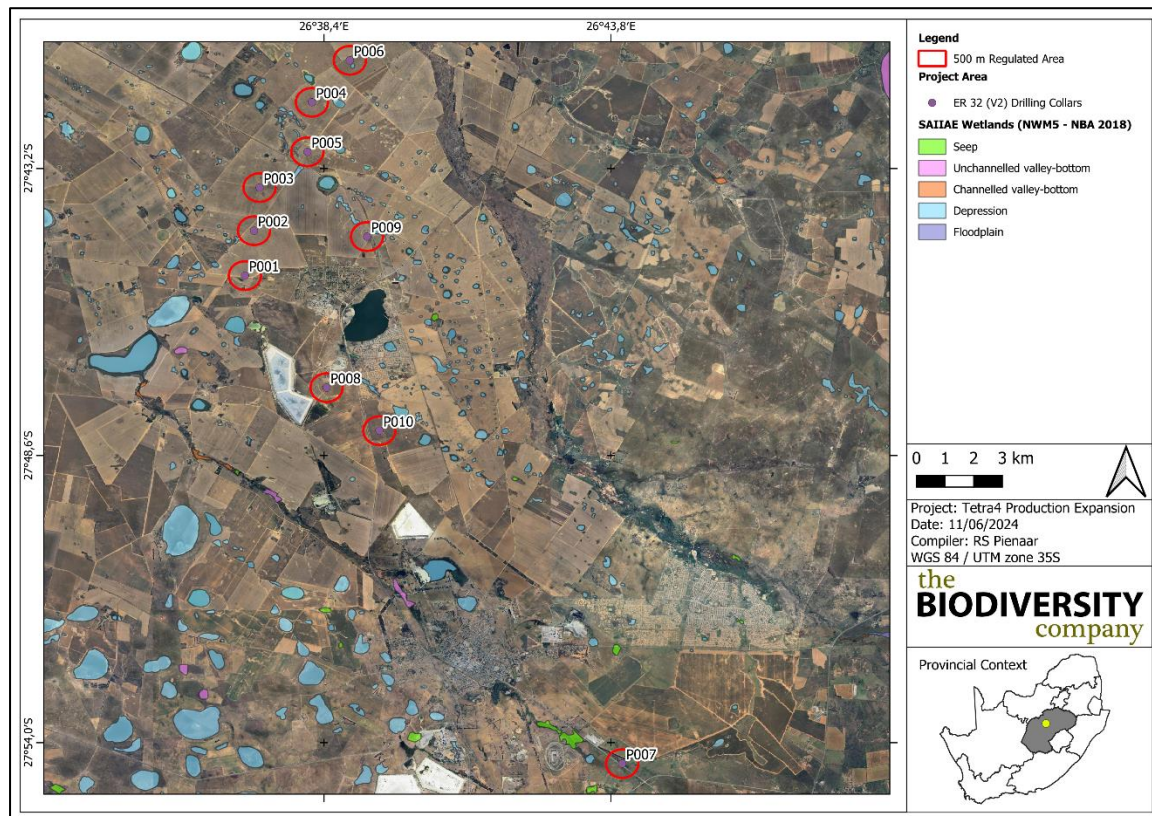 26°38,4'E
26°43,8'E
27°43,2'S
27°48,6'S
27°54,0'S
P006
P004
P005
P003
P002
P009
P001
P008
P010
P007
Legend
500 m Regulated Area
Project Area
ER 32 (V2) Drilling Collars
SAIIAE Wetlands (NWM5 - NBA 2018)
Seep
Unchannelled valley-bottom
Channelled valley-bottom
Depression
Floodplain
0 1 2 3 km
Project: Tetra4 Production Expansion
Date: 11/06/2024
Compiler: RS Pienaar
WGS 84 / UTM zone 35S
the
BIODIVERSITY
company
Provincial Context